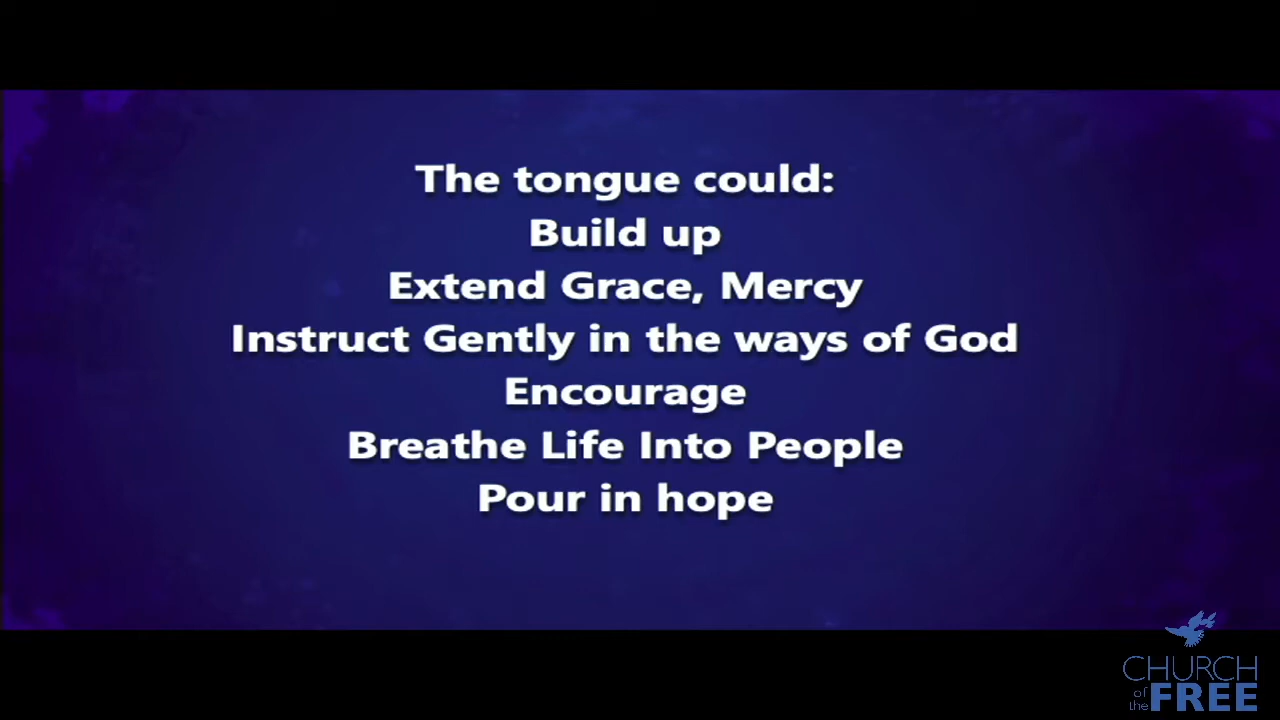 The tongue could:
Build up
Extend Grace, Mercy
Instruct Gently in the ways of God
Encourage
Breathe Life Into People
Pour in hope
CHURCH
of the FREE